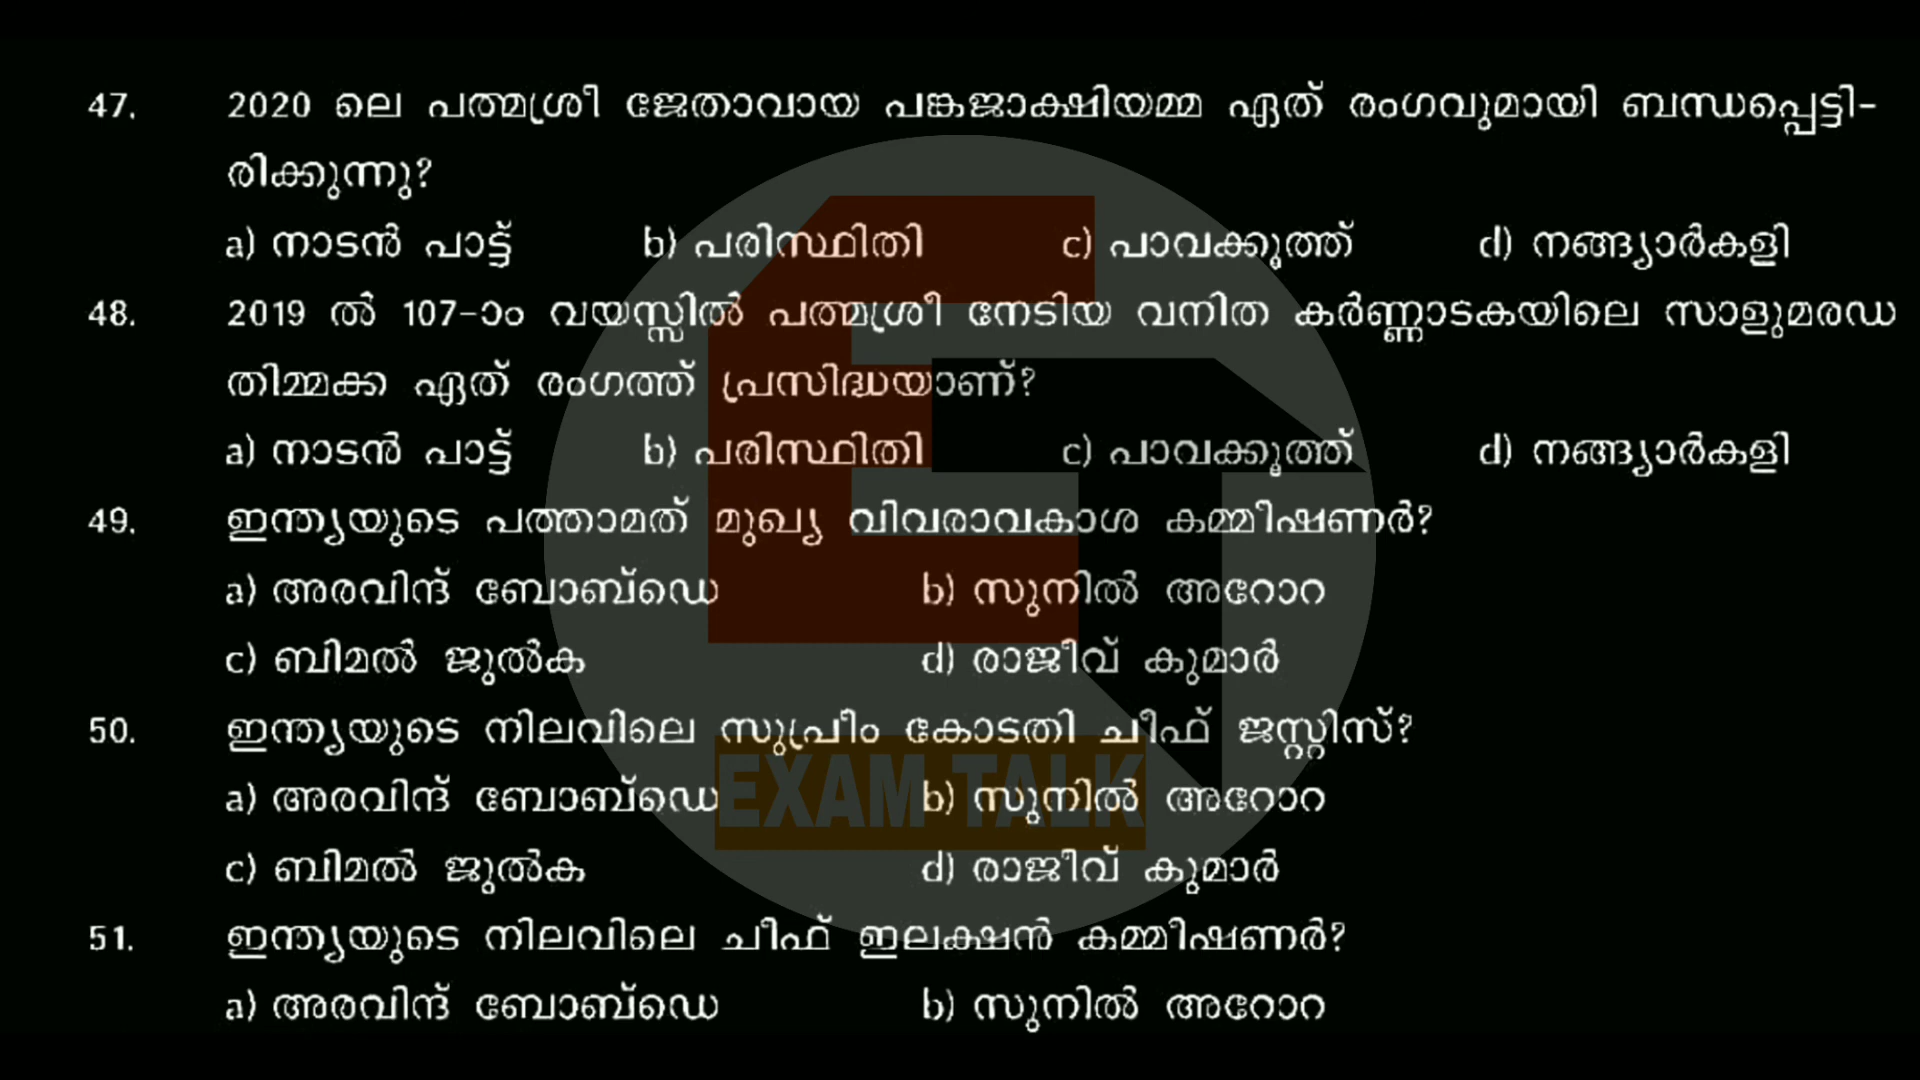 47. 2020 ലെ പത്മശ്രീ ജേതാവായ പങ്കജാക്ഷിയമ്മ ഏത് രംഗവുമായി ബന്ധപ്പെട്ടി-
രിക്കുന്നു?
a) നാടൻ പാട്ട് b) പരിസ്ഥിതി c) പാവക്കൂത്ത് d) നങ്ങ്യാർകളി
48. 2019 ൽ 107-ാം വയസ്സിൽ പത്മശ്രീ നേടിയ വനിത കർണ്ണാടകയിലെ സാളുമരഡ
തിമ്മക്ക ഏത് രംഗത്ത് പ്രസിദ്ധയാണ്?
a) നാടൻ പാട്ട് b) പരിസ്ഥിതി c) പാവക്കൂത്ത് d) നങ്ങ്യാർകളി
49. ഇന്ത്യയുടെ പത്താമത് മുഖ്യ വിവരാവകാശ കമ്മീഷണർ?
a) അരവിന്ദ് ബോബ്ഡെ b) സുനിൽ അറോറ
c) ബിമൽ ജുൽക d) രാജീവ് കുമാർ
50. ഇന്ത്യയുടെ നിലവിലെ സുപ്രീം കോടതി ചീഫ് ജസ്റ്റിസ്?
a) അരവിന്ദ് ബോബ്ഡെ b) സുനിൽ അറോറ
EXAM TALK
c) ബിമൽ ജുൽക d) രാജീവ് കുമാർ
51. ഇന്ത്യയുടെ നിലവിലെ ചീഫ് ഇലക്ഷൻ കമ്മീഷണർ?
a) അരവിന്ദ് ബോബ്ഡെ b) സുനിൽ അറോറ